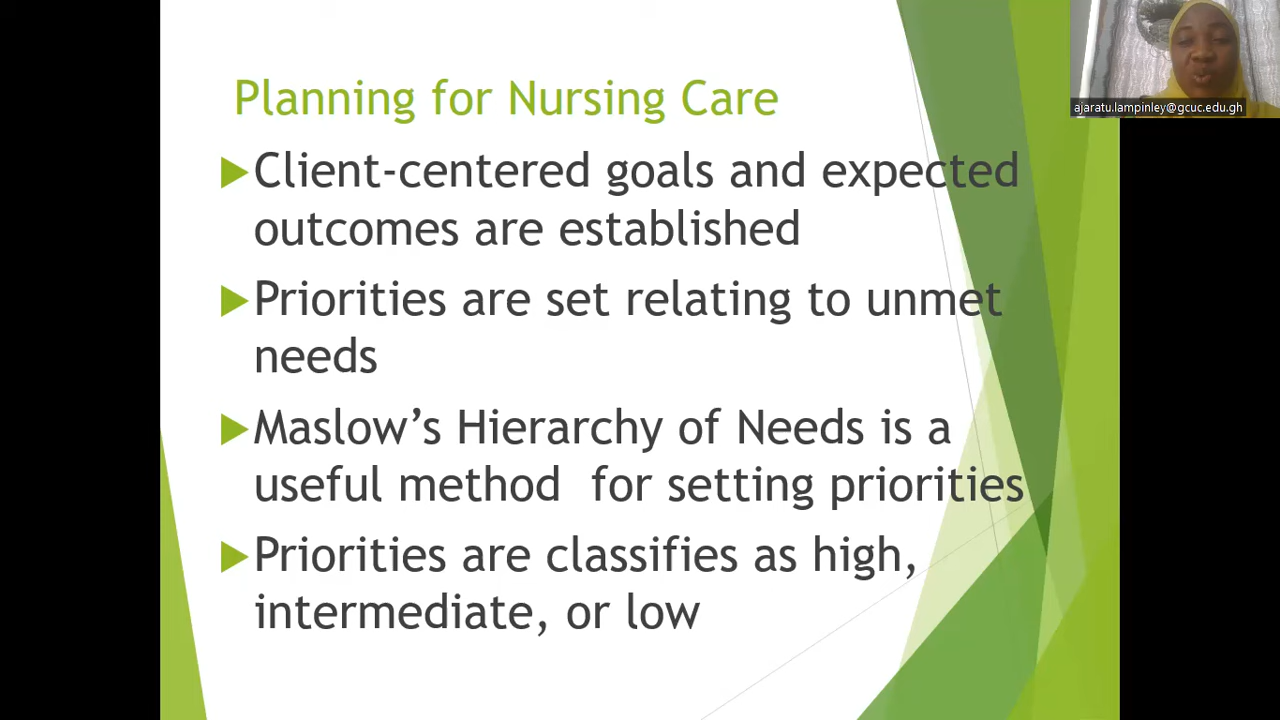 Planning for Nursing Care
Client-centered goals and expected
outcomes are established
Priorities are set relating to unmet
needs
Maslow’s Hierarchy of Needs is a
useful method  for setting priorities
Priorities are classifies as high,
intermediate, or low
ajaratu.lampinley@gcuc.edu.gh